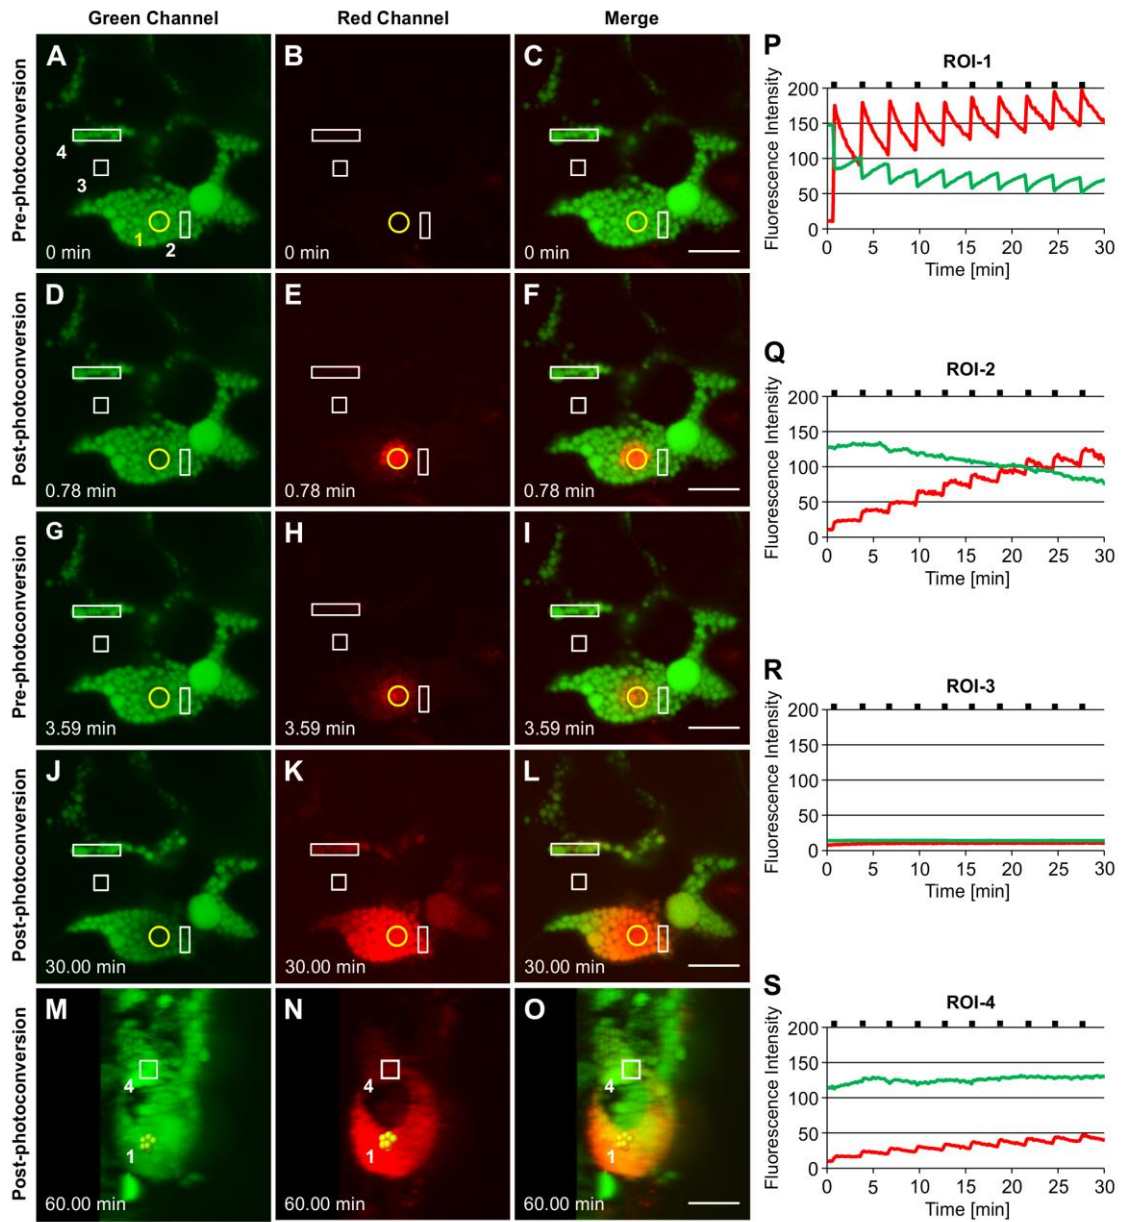 Green Channel Red Channel Merge
Pre-photoconversion
A B C
4
3
1 2
0 min 0 min 0 min
Post-photoconversion
D E F
0.78 min 0.78 min 0.78 min
Pre-photoconversion
G H I
3.59 min 3.59 min 3.59 min
Post-photoconversion
J K L
30.00 min 30.00 min 30.00 min
Post-photoconversion
M N O
4 4 4
1 1 1
60.00 min 60.00 min 60.00 min
P
ROI-1
Fluorescence Intensity
200
150
100
50
0
0 5 10 15 20 25 30
Time [min]
Q
ROI-2
Fluorescence Intensity
200
150
100
50
0
0 5 10 15 20 25 30
Time [min]
R
ROI-3
Fluorescence Intensity
200
150
100
50
0
0 5 10 15 20 25 30
Time [min]
S
ROI-4
Fluorescence Intensity
200
150
100
50
0
0 5 10 15 20 25 30
Time [min]